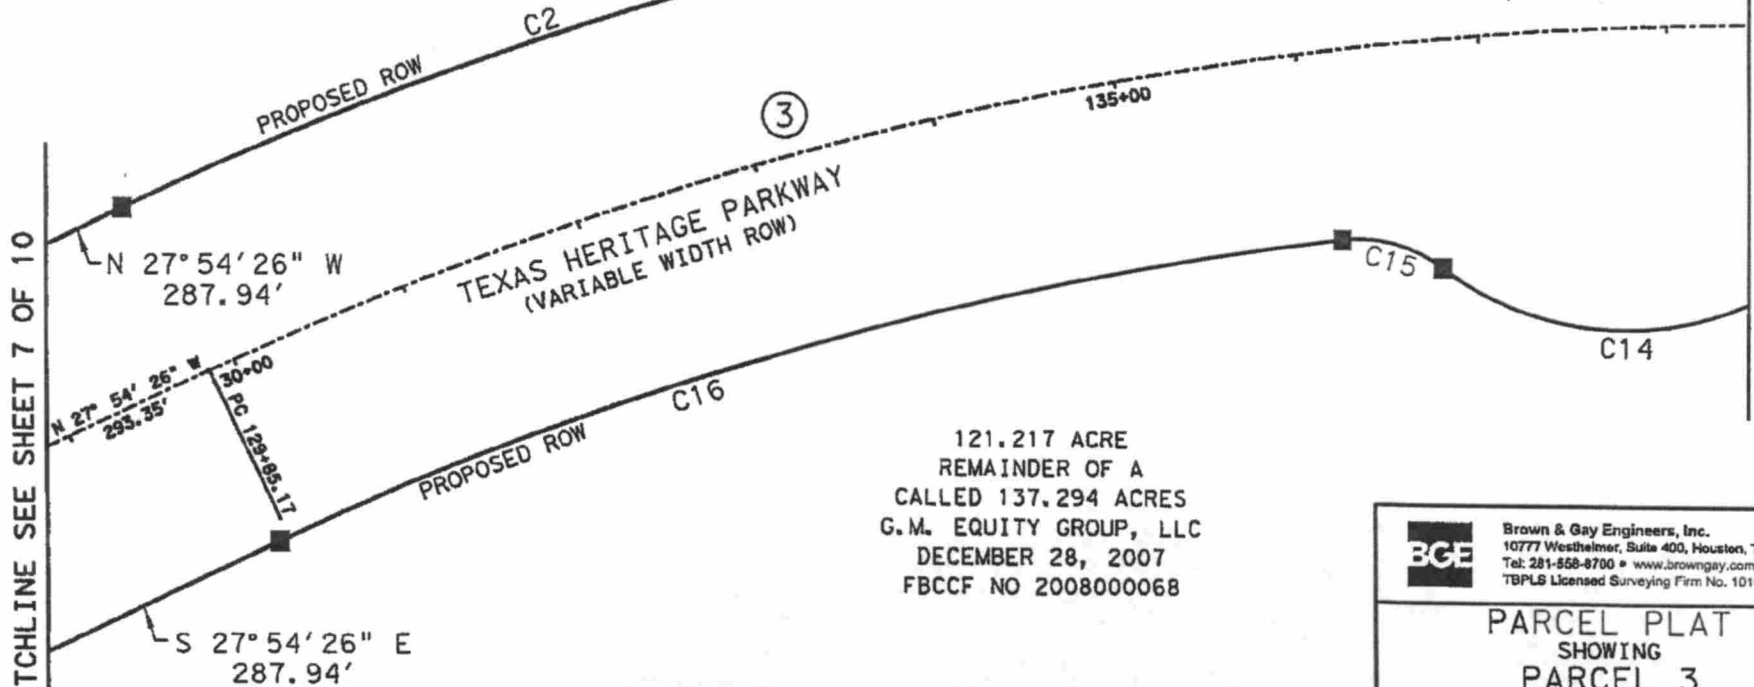 C2
PROPOSED ROW
3
135+00
TEXAS HERITAGE PARKWAY
(VARIABLE WIDTH ROW)
N 27°54'26" W
287.94'
C15
C14
N 27° 54' 26" W
293.35'
30+00
PC 129+85.17
C16
PROPOSED ROW
TCHLINE SEE SHEET 7 OF 10
121.217 ACRE
REMAINDER OF A
CALLED 137.294 ACRES
G.M. EQUITY GROUP, LLC
DECEMBER 28, 2007
FBCCF NO 2008000068
S 27°54'26" E
287.94'
BGE
Brown & Gay Engineers, Inc.
10777 Westheimer, Suite 400, Houston, T
Tel: 281-558-8700 • www.browngay.com
TBPLS Licensed Surveying Firm No. 101
PARCEL PLAT
SHOWING
PARCEL 3